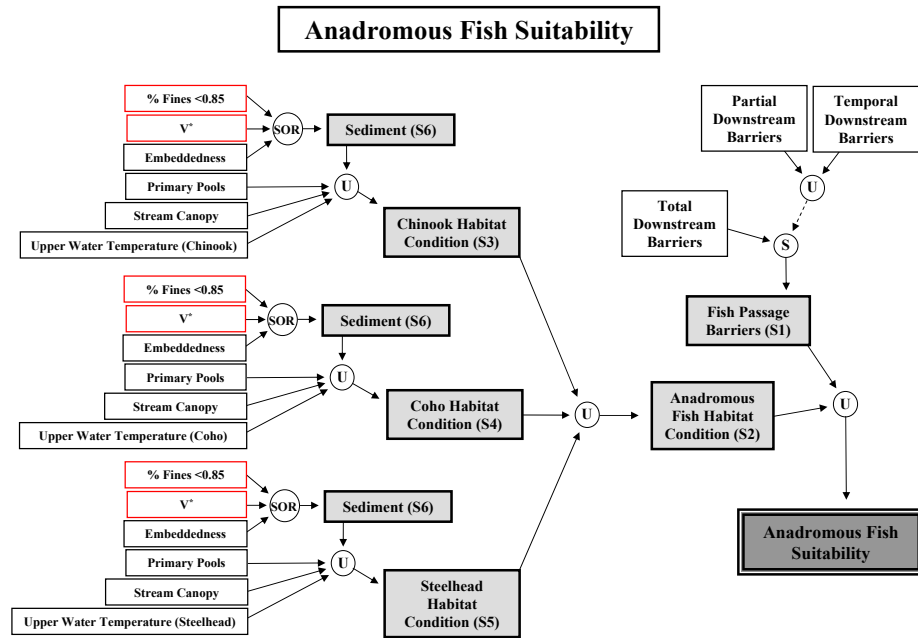 Anadromous Fish Suitability
% Fines <0.85
V*
Embeddedness
SOR
Sediment (S6)
Primary Pools
Stream Canopy
Upper Water Temperature (Chinook)
U
Chinook Habitat
Condition (S3)
% Fines <0.85
V*
Embeddedness
SOR
Sediment (S6)
Primary Pools
Stream Canopy
Upper Water Temperature (Coho)
U
Coho Habitat
Condition (S4)
% Fines <0.85
V*
Embeddedness
SOR
Sediment (S6)
Primary Pools
Stream Canopy
Upper Water Temperature (Steelhead)
U
Steelhead
Habitat
Condition (S5)
U
Anadromous
Fish Habitat
Condition (S2)
Partial
Downstream
Barriers
Temporal
Downstream
Barriers
U
Total
Downstream
Barriers
S
Fish Passage
Barriers (S1)
U
Anadromous Fish
Suitability